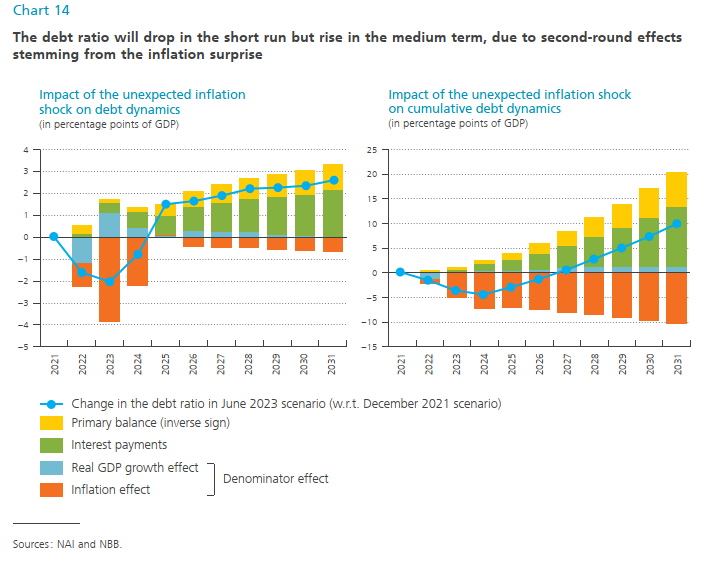 Chart 14
The debt ratio will drop in the short run but rise in the medium term, due to second-round effects
stemming from the inflation surprise
Impact of the unexpected inflation
shock on debt dynamics
(in percentage points of GDP)
4
3
2
1
0
–1
–2
–3
–4
–5
2021
2022
2023
2024
2025
2026
2027
2028
2029
2030
2031
Impact of the unexpected inflation shock
on cumulative debt dynamics
(in percentage points of GDP)
25
20
15
10
5
0
–5
–10
–15
2021
2022
2023
2024
2025
2026
2027
2028
2029
2030
2031
Change in the debt ratio in June 2023 scenario (w.r.t. December 2021 scenario)
Primary balance (inverse sign)
Interest payments
Real GDP growth effect
Inflation effect
Denominator effect
Sources: NAI and NBB.